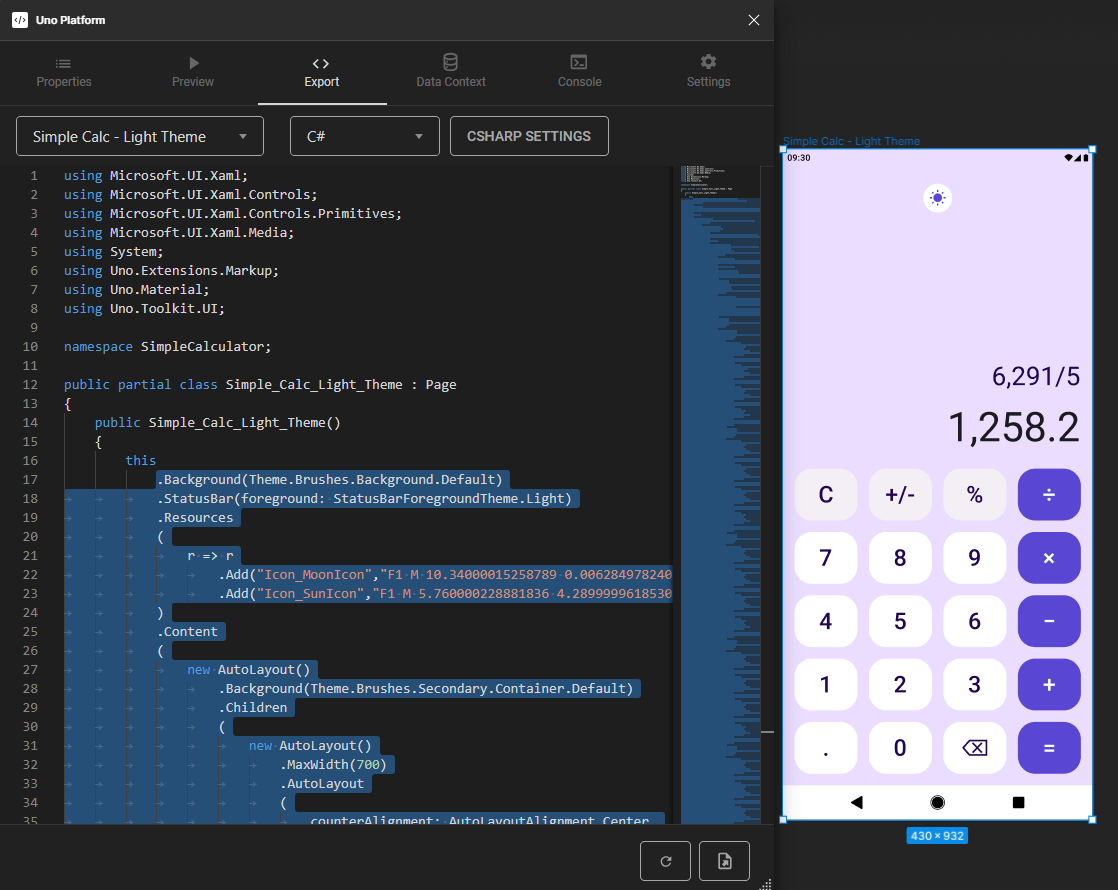 Uno Platform
Properties
Preview
Export
Data Context
Console
Settings
Simple Calc - Light Theme
C#
CSHARP SETTINGS
1 using Microsoft.UI.Xaml;
2 using Microsoft.UI.Xaml.Controls;
3 using Microsoft.UI.Xaml.Controls.Primitives;
4 using Microsoft.UI.Xaml.Media;
5 using System;
6 using Uno.Extensions.Markup;
7 using Uno.Material;
8 using Uno.Toolkit.UI;
9
10 namespace SimpleCalculator;
11
12 public partial class Simple_Calc_Light_Theme : Page
13 {
14 public Simple_Calc_Light_Theme()
15 {
16 this
17 .Background(Theme.Brushes.Background.Default)
18 .StatusBar(foreground: StatusBarForegroundTheme.Light)
19 .Resources
20 (
21 r => r
22 .Add("Icon_MoonIcon","F1 M 10.34000015258789 0.006284978240
23 .Add("Icon_SunIcon","F1 M 5.760000228881836 4.2899999618530
24 )
25 .Content
26 (
27 new AutoLayout()
28 .Background(Theme.Brushes.Secondary.Container.Default)
29 .Children
30 (
31 new AutoLayout()
32 .MaxWidth(700)
33 .AutoLayout
34 (
35 counterAlignment: AutoLayoutAlignment.Center,
Simple Calc - Light Theme
09:30
6,291/5
1,258.2
C +/- % ÷
7 8 9 ×
4 5 6 −
1 2 3 +
. 0 =
430 × 932